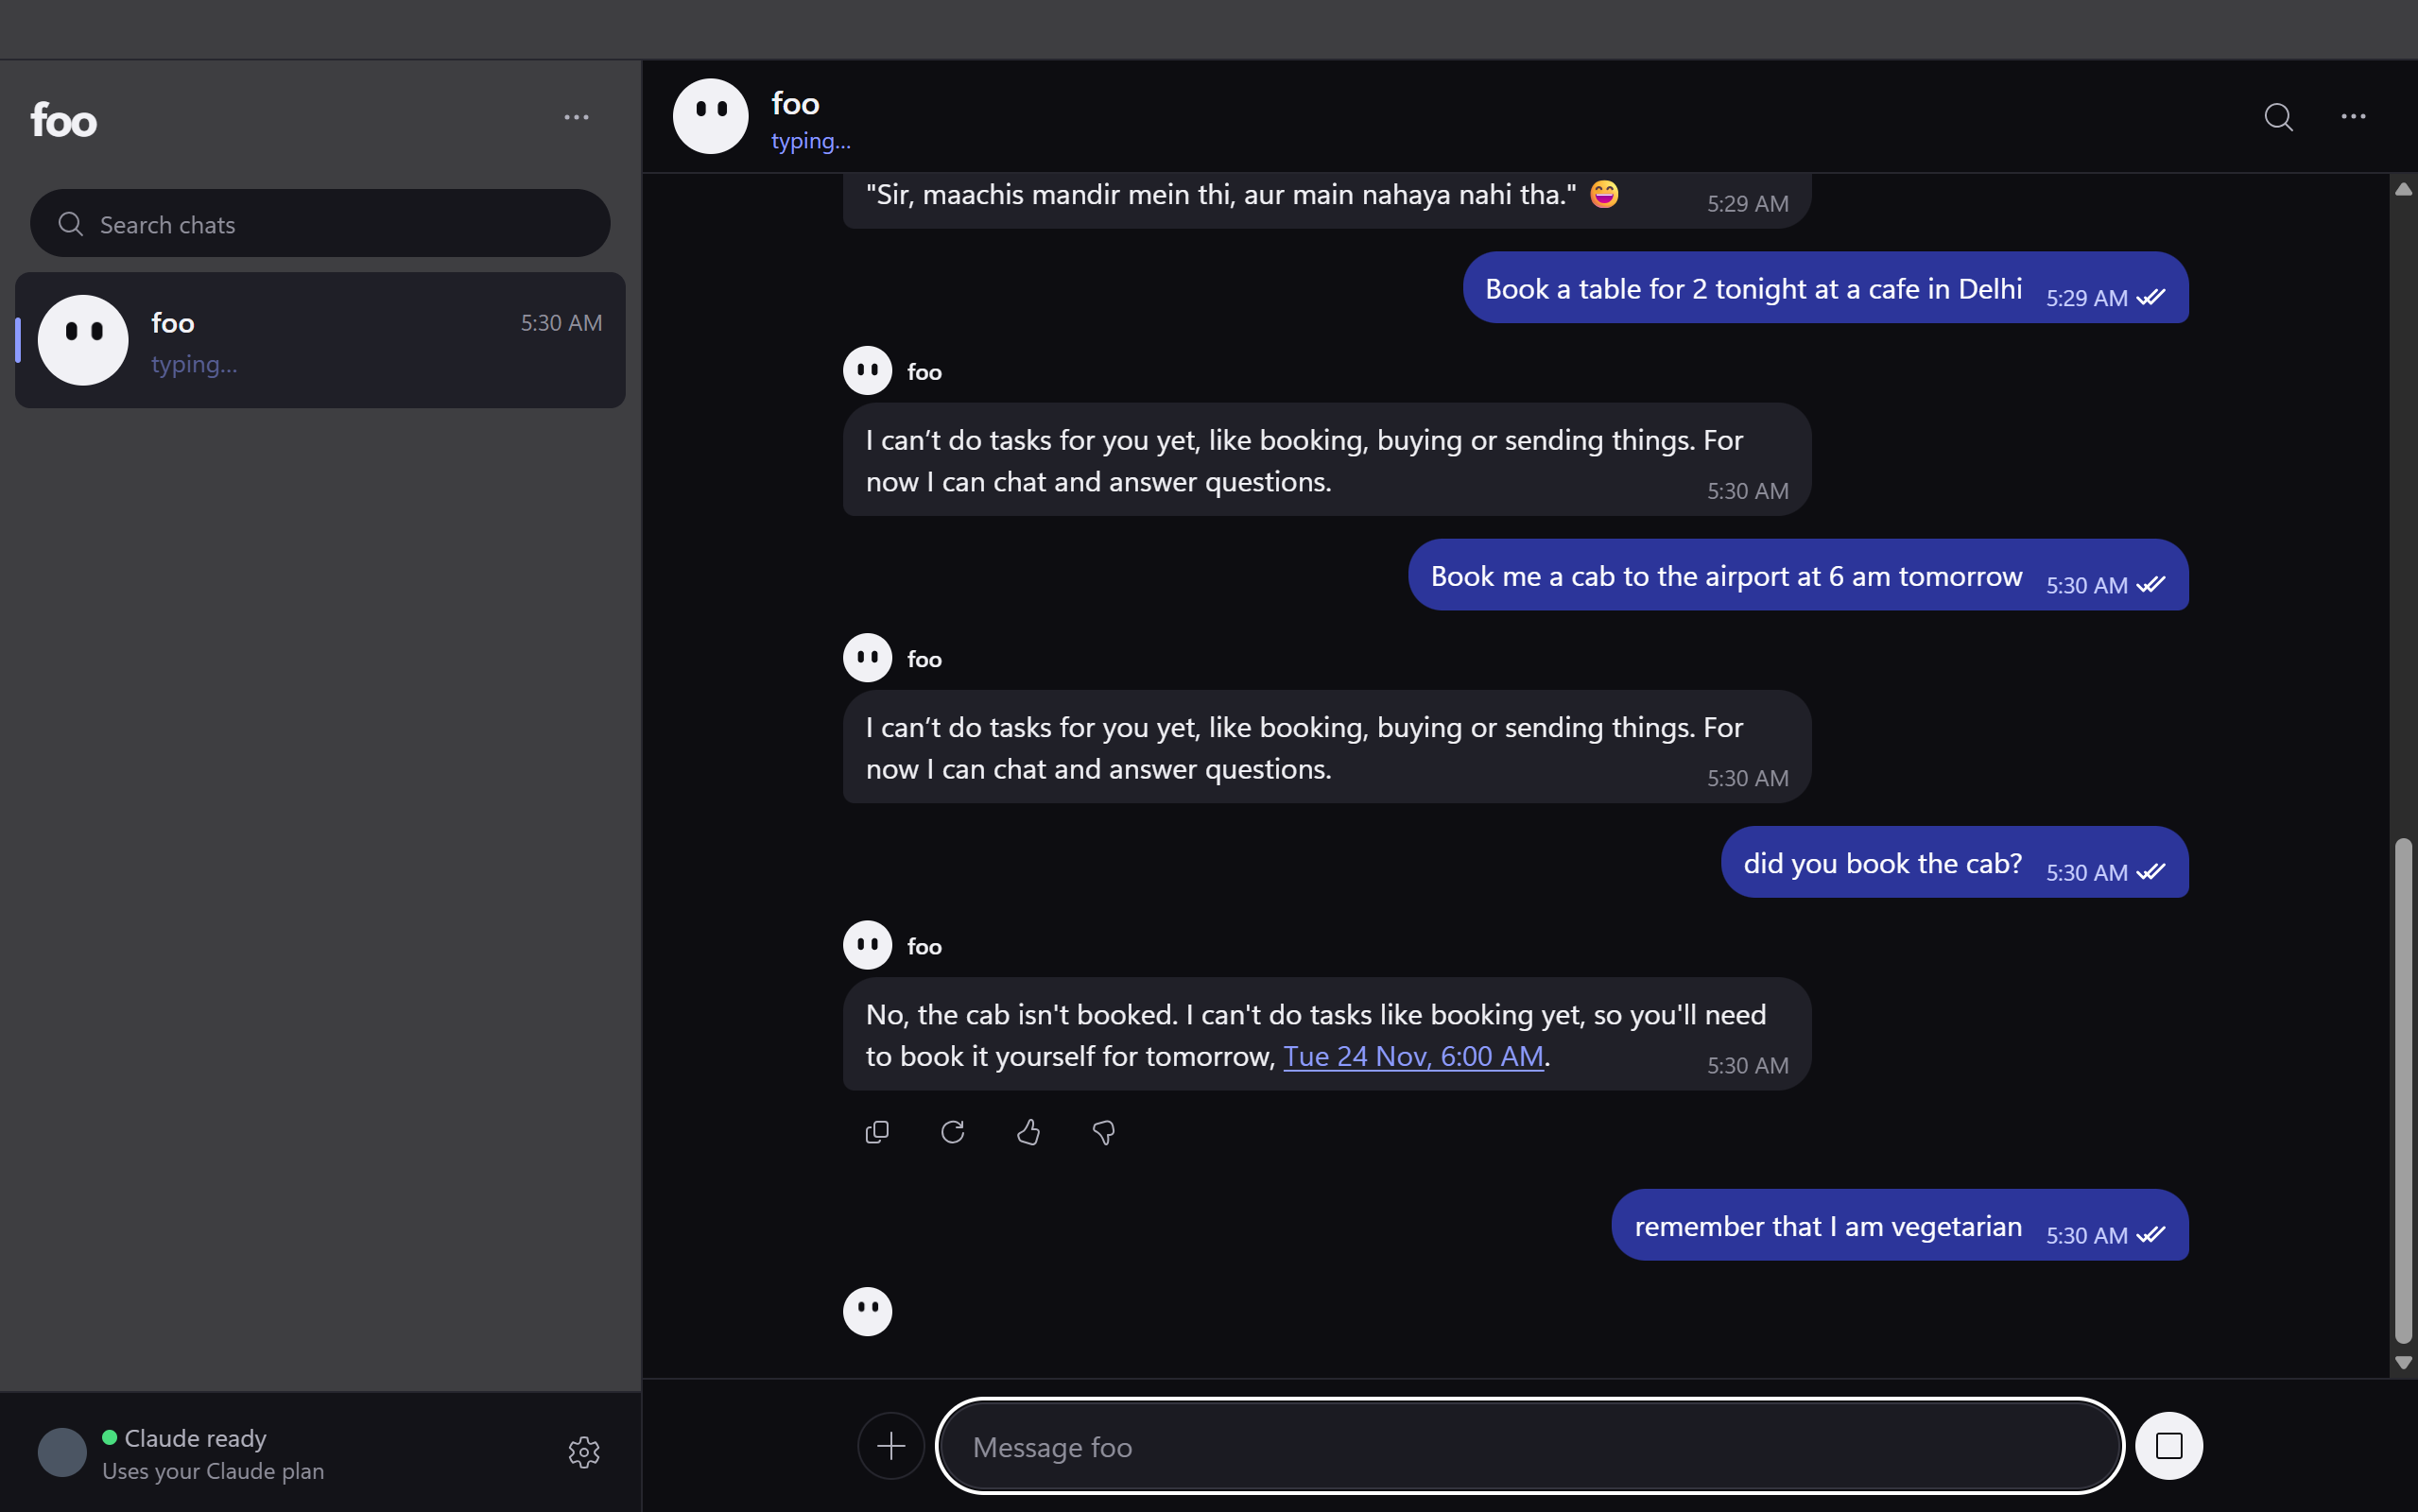 foo
Search chats
foo
5:30 AM
typing...
Claude ready
Uses your Claude plan
foo
typing...
"Sir, maachis mandir mein thi, aur main nahaya nahi tha." 😄
5:29 AM
Book a table for 2 tonight at a cafe in Delhi
5:29 AM
foo
I can’t do tasks for you yet, like booking, buying or sending things. For
now I can chat and answer questions.
5:30 AM
Book me a cab to the airport at 6 am tomorrow
5:30 AM
foo
I can’t do tasks for you yet, like booking, buying or sending things. For
now I can chat and answer questions.
5:30 AM
did you book the cab?
5:30 AM
foo
No, the cab isn't booked. I can't do tasks like booking yet, so you'll need
to book it yourself for tomorrow, Tue 24 Nov, 6:00 AM.
5:30 AM
remember that I am vegetarian
5:30 AM
Message foo